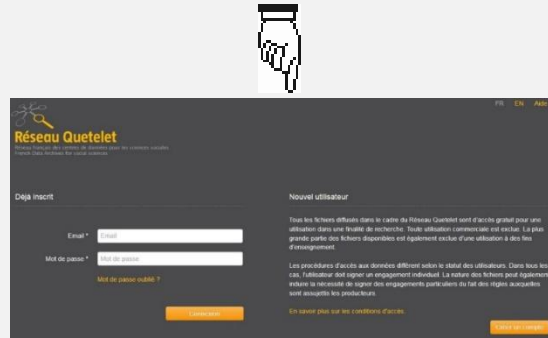 FR EN Aide
Réseau Quetelet
Réseau français des centres de données pour les sciences sociales
French Data Archives for social sciences
Déjà inscrit
Email * Email
Mot de passe * Mot de passe
Mot de passe oublié ?
Connexion
Nouvel utilisateur
Tous les fichiers diffusés dans le cadre du Réseau Quetelet sont d'accès gratuit pour une
utilisation dans une finalité de recherche. Toute utilisation commerciale est exclue. La plus
grande partie des fichiers disponibles est également exclue d'une utilisation à des fins
d'enseignement.
Les procédures d'accès aux données diffèrent selon le statut des utilisateurs. Dans tous les
cas, l'utilisateur doit signer un engagement individuel. La nature des fichiers peut également
induire la nécessité de signer des engagements particuliers du fait des règles auxquelles
sont assujettis les producteurs.
En savoir plus sur les conditions d'accès.
Créer un compte